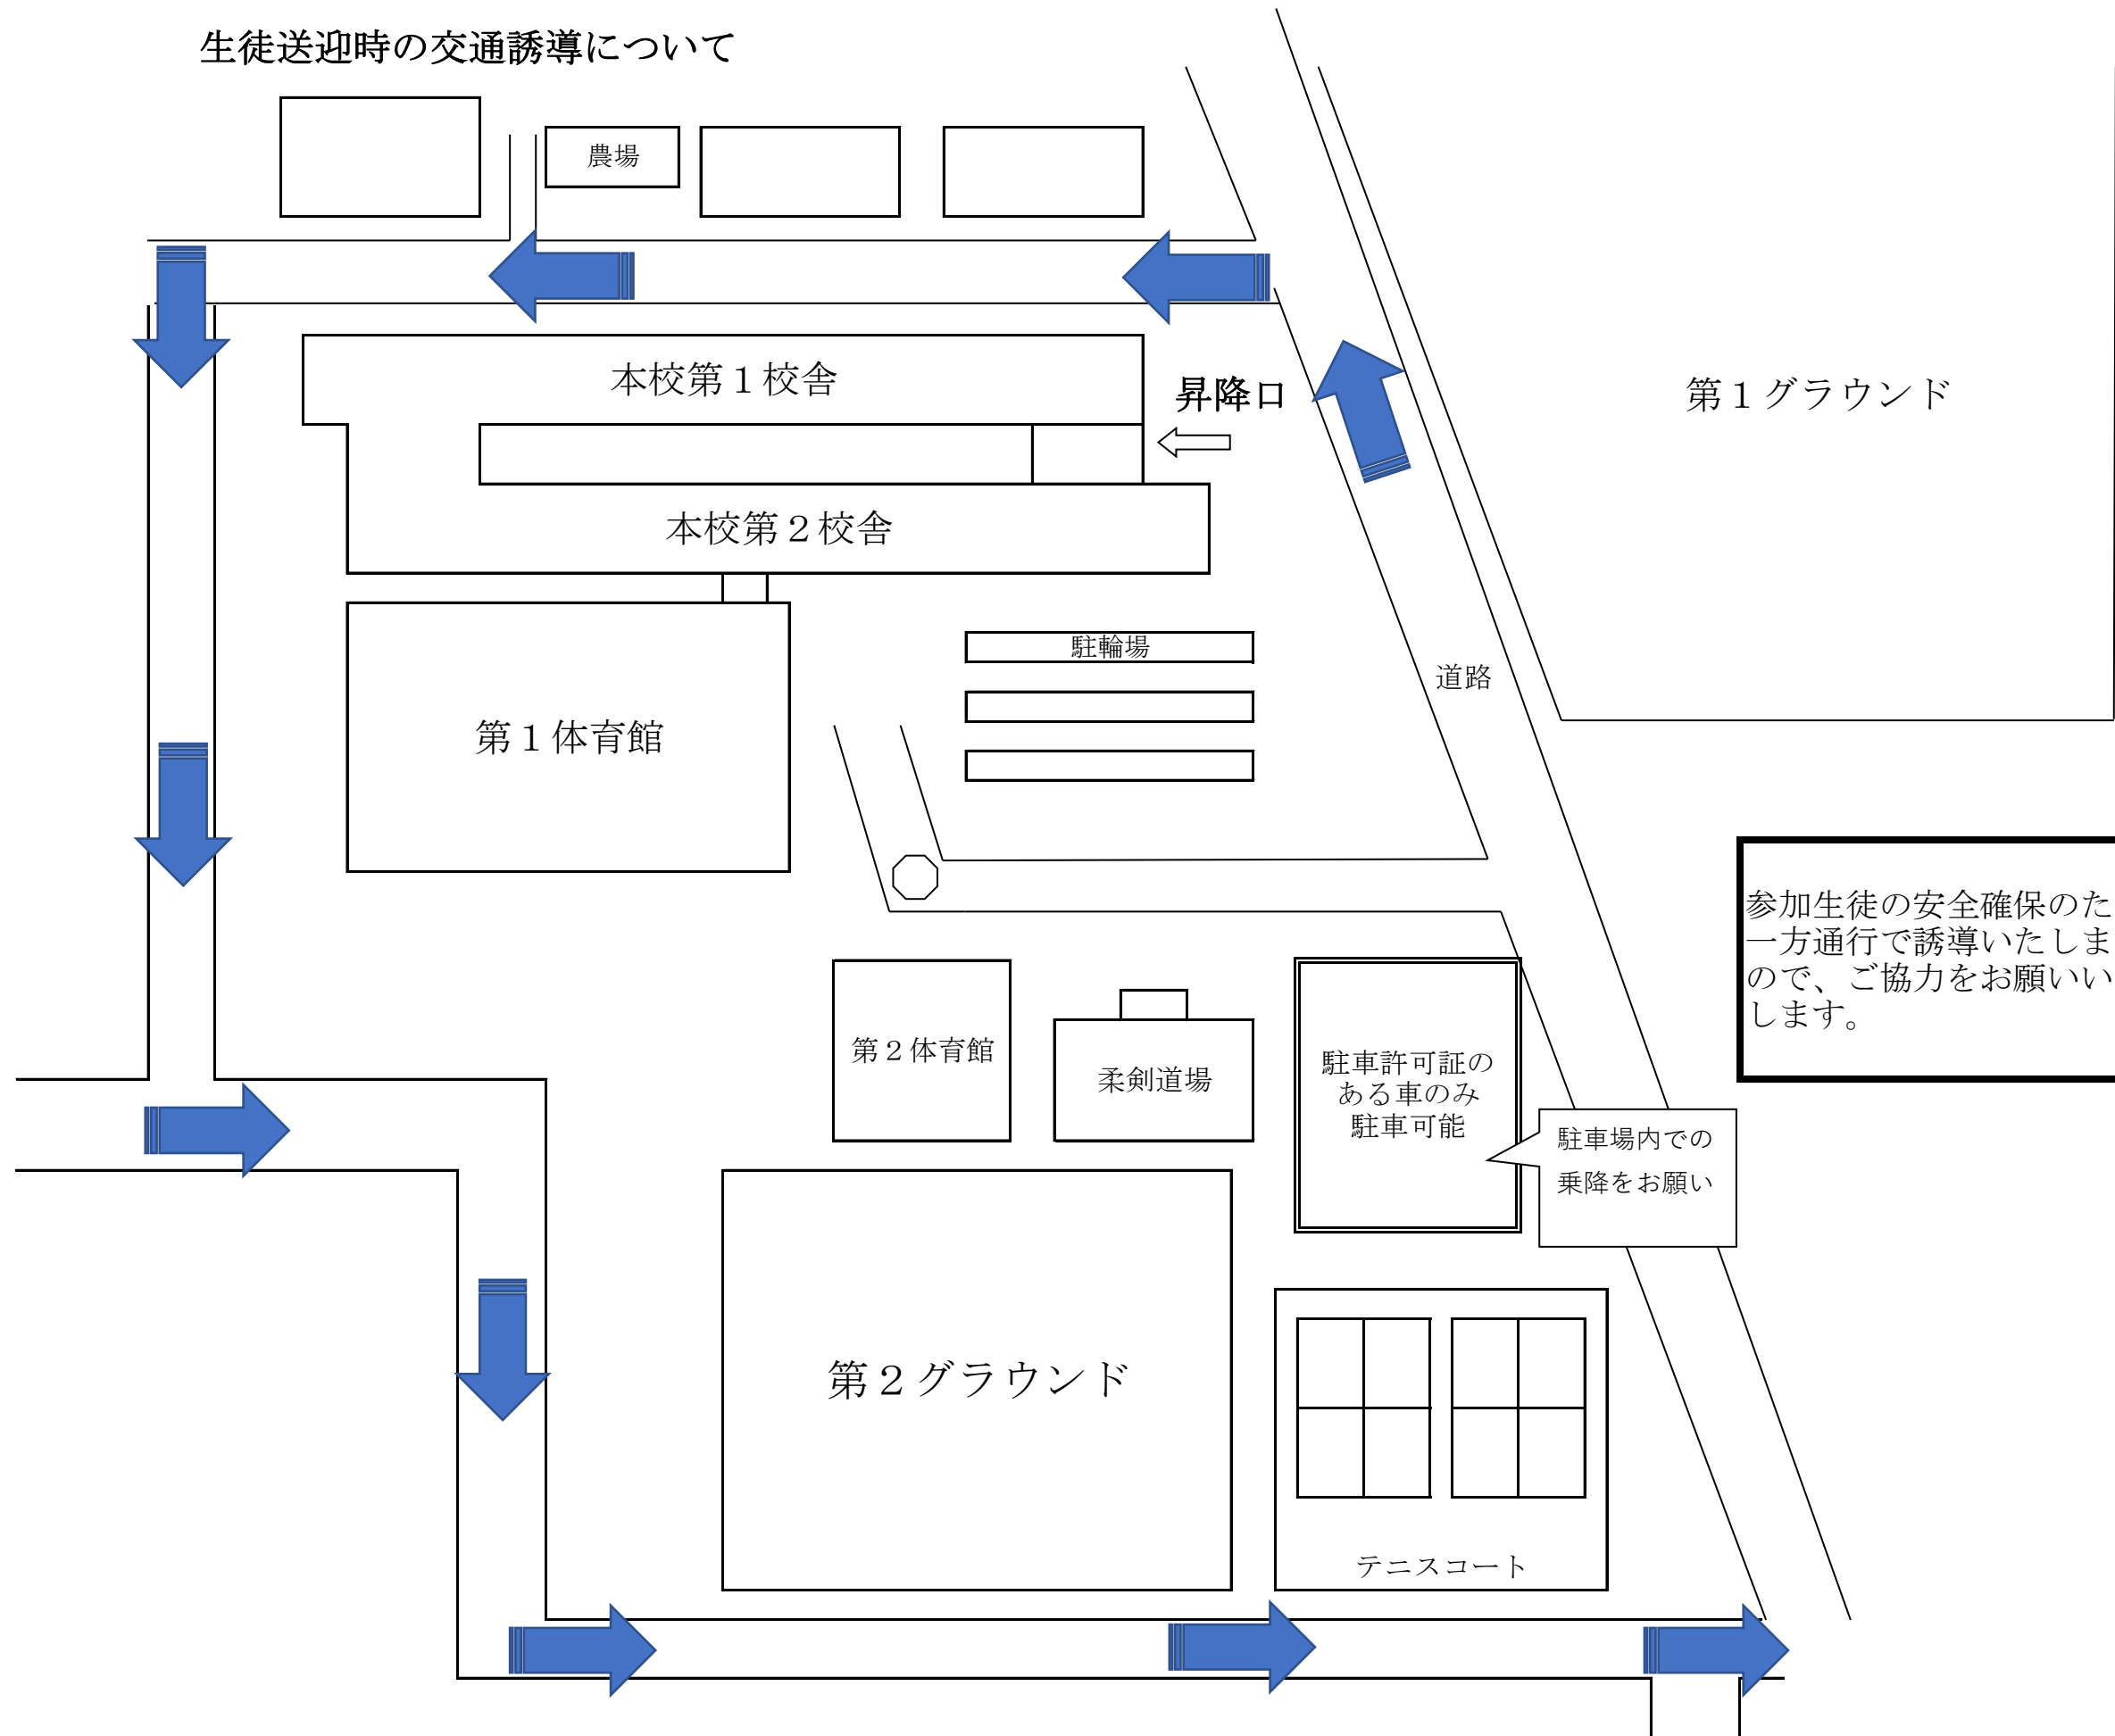 生徒送迎時の交通誘導について
農場
本校第１校舎
昇降口
第１グラウンド
本校第２校舎
駐輪場
道路
第１体育館
参加生徒の安全確保のた
一方通行で誘導いたしま
ので、ご協力をお願いい
します。
第２体育館
柔剣道場
駐車許可証の
ある車のみ
駐車可能
駐車場内での
乗降をお願い
第２グラウンド
テニスコート